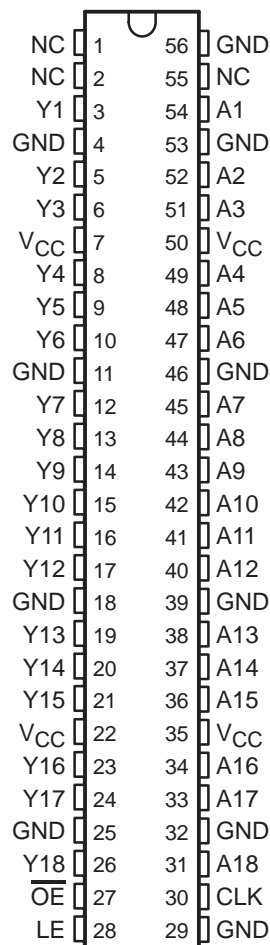 NC 1 56 GND
NC 2 55 NC
Y1 3 54 A1
GND 4 53 GND
Y2 5 52 A2
Y3 6 51 A3
VCC 7 50 VCC
Y4 8 49 A4
Y5 9 48 A5
Y6 10 47 A6
GND 11 46 GND
Y7 12 45 A7
Y8 13 44 A8
Y9 14 43 A9
Y10 15 42 A10
Y11 16 41 A11
Y12 17 40 A12
GND 18 39 GND
Y13 19 38 A13
Y14 20 37 A14
Y15 21 36 A15
VCC 22 35 VCC
Y16 23 34 A16
Y17 24 33 A17
GND 25 32 GND
Y18 26 31 A18
O̅E̅ 27 30 CLK
LE 28 29 GND